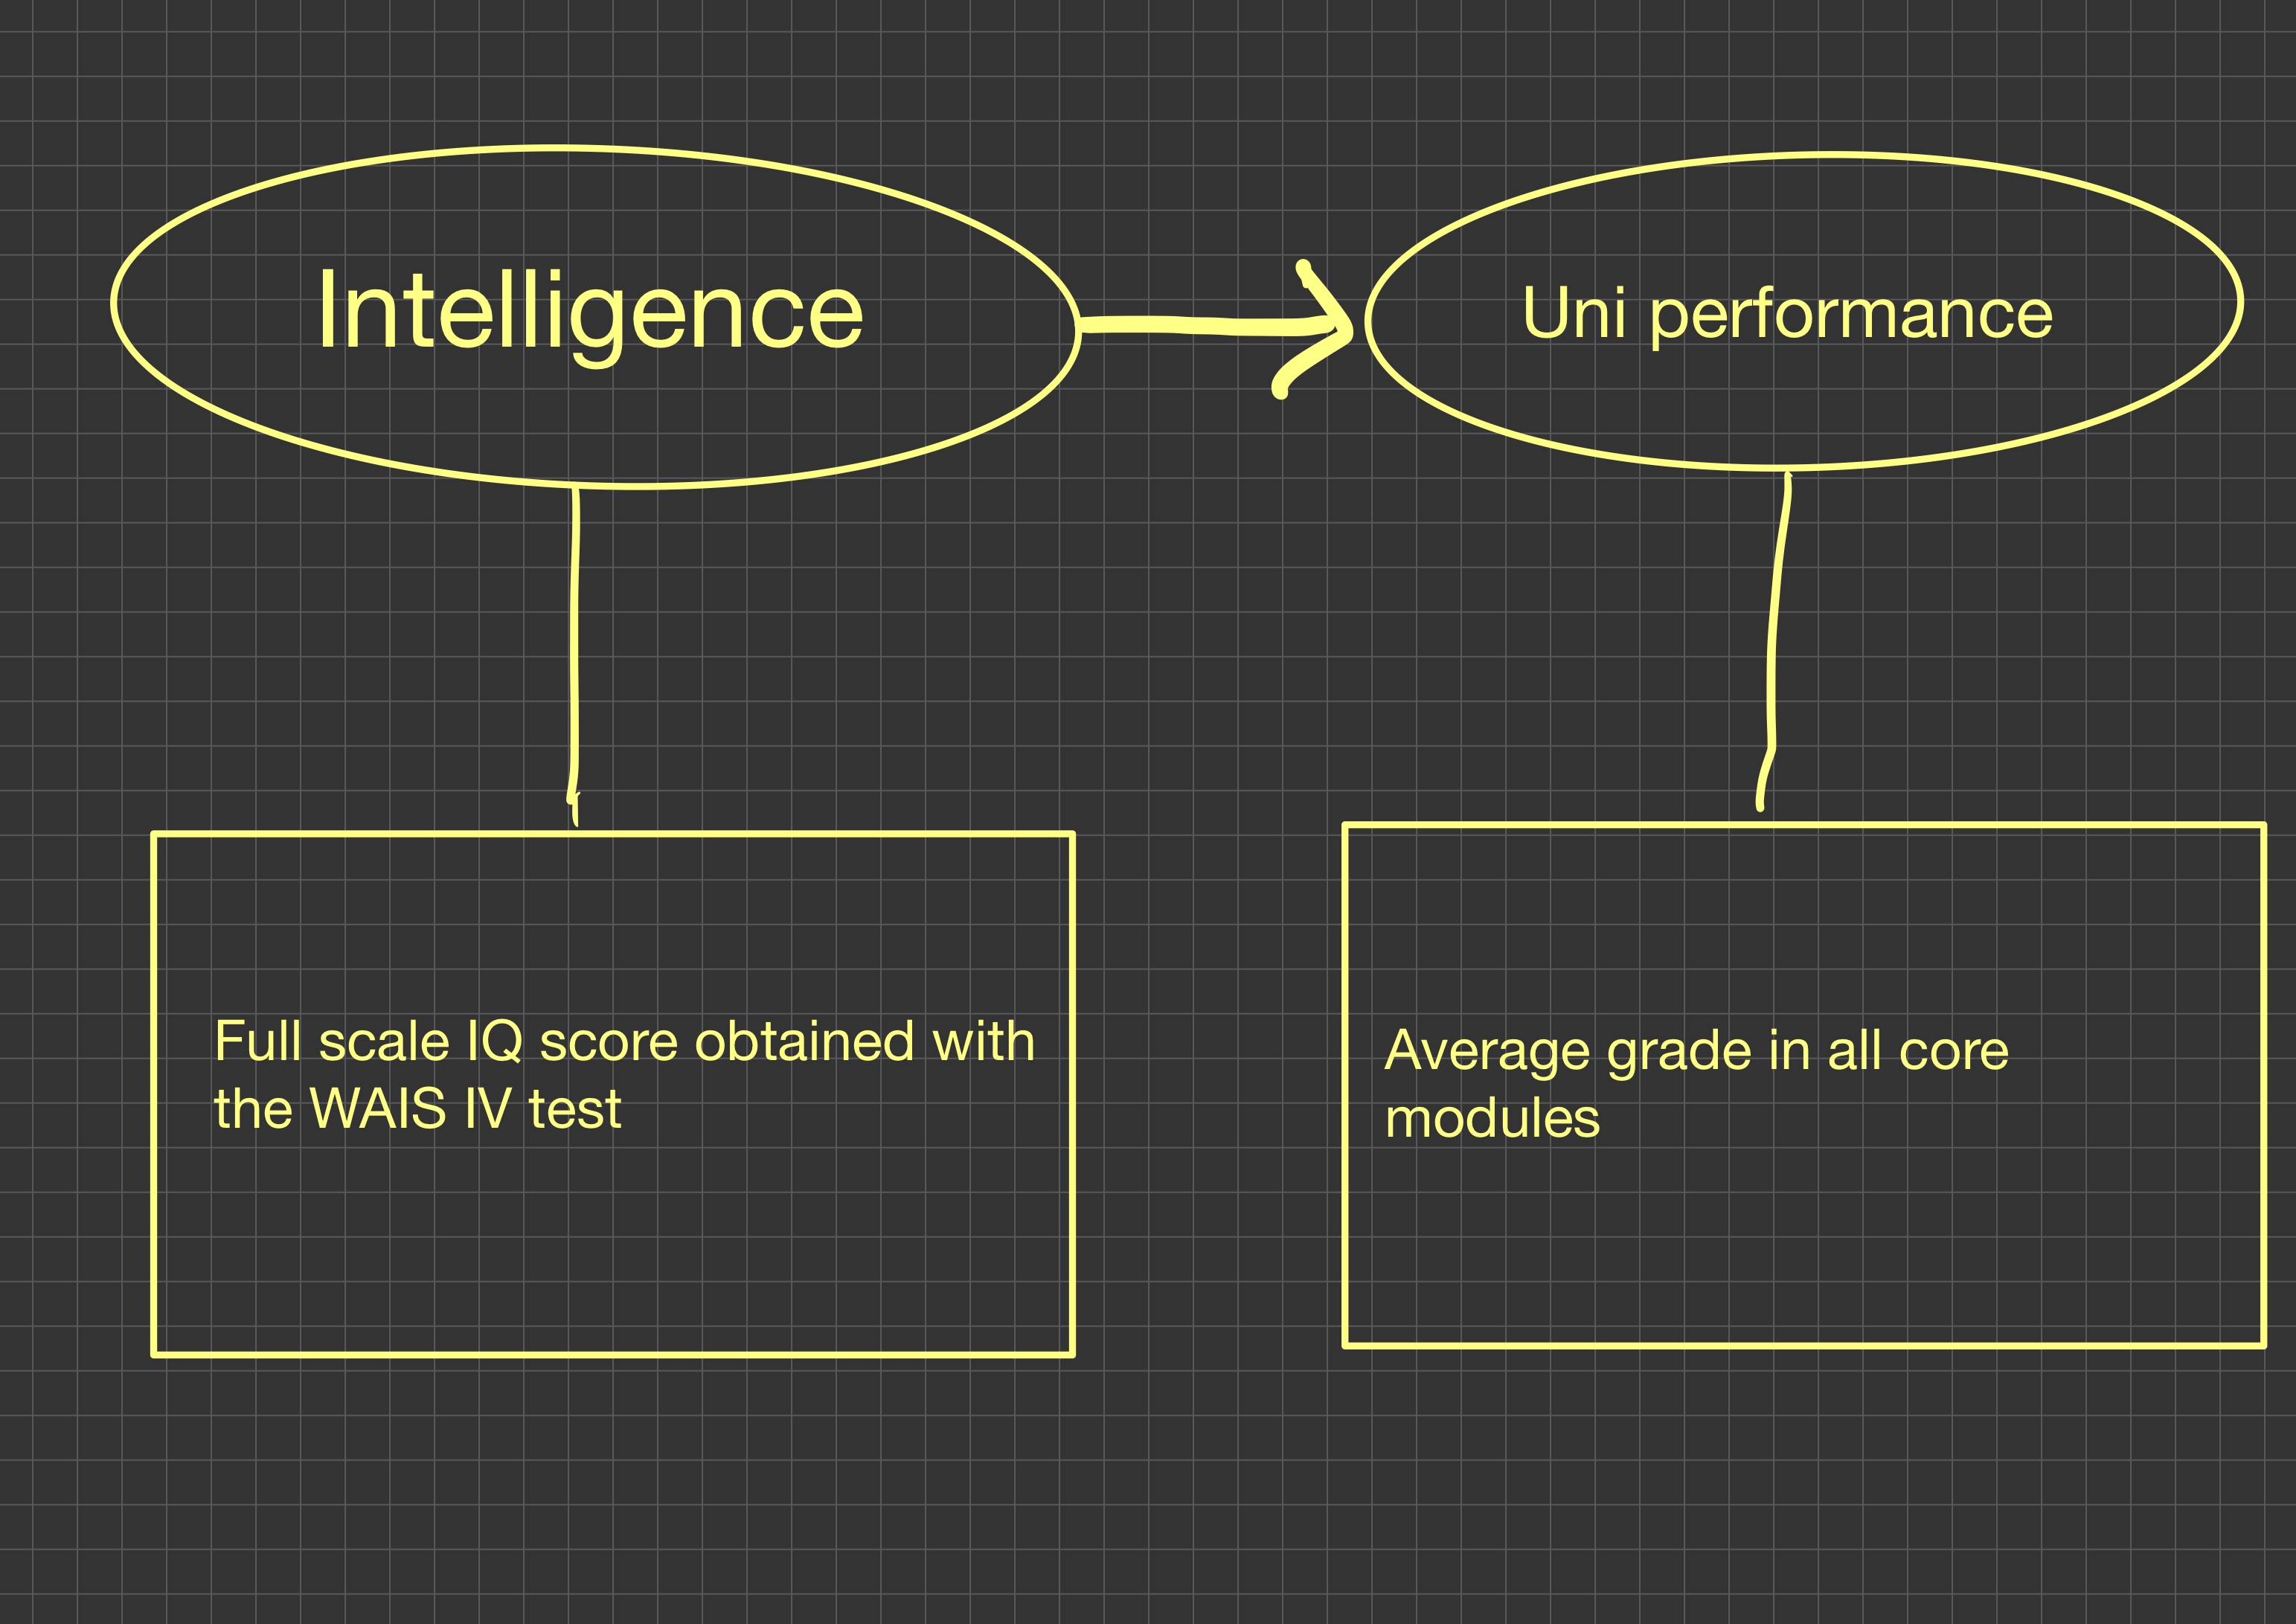 Intelligence
Uni performance
Full scale IQ score obtained with
the WAIS IV test
Average grade in all core
modules